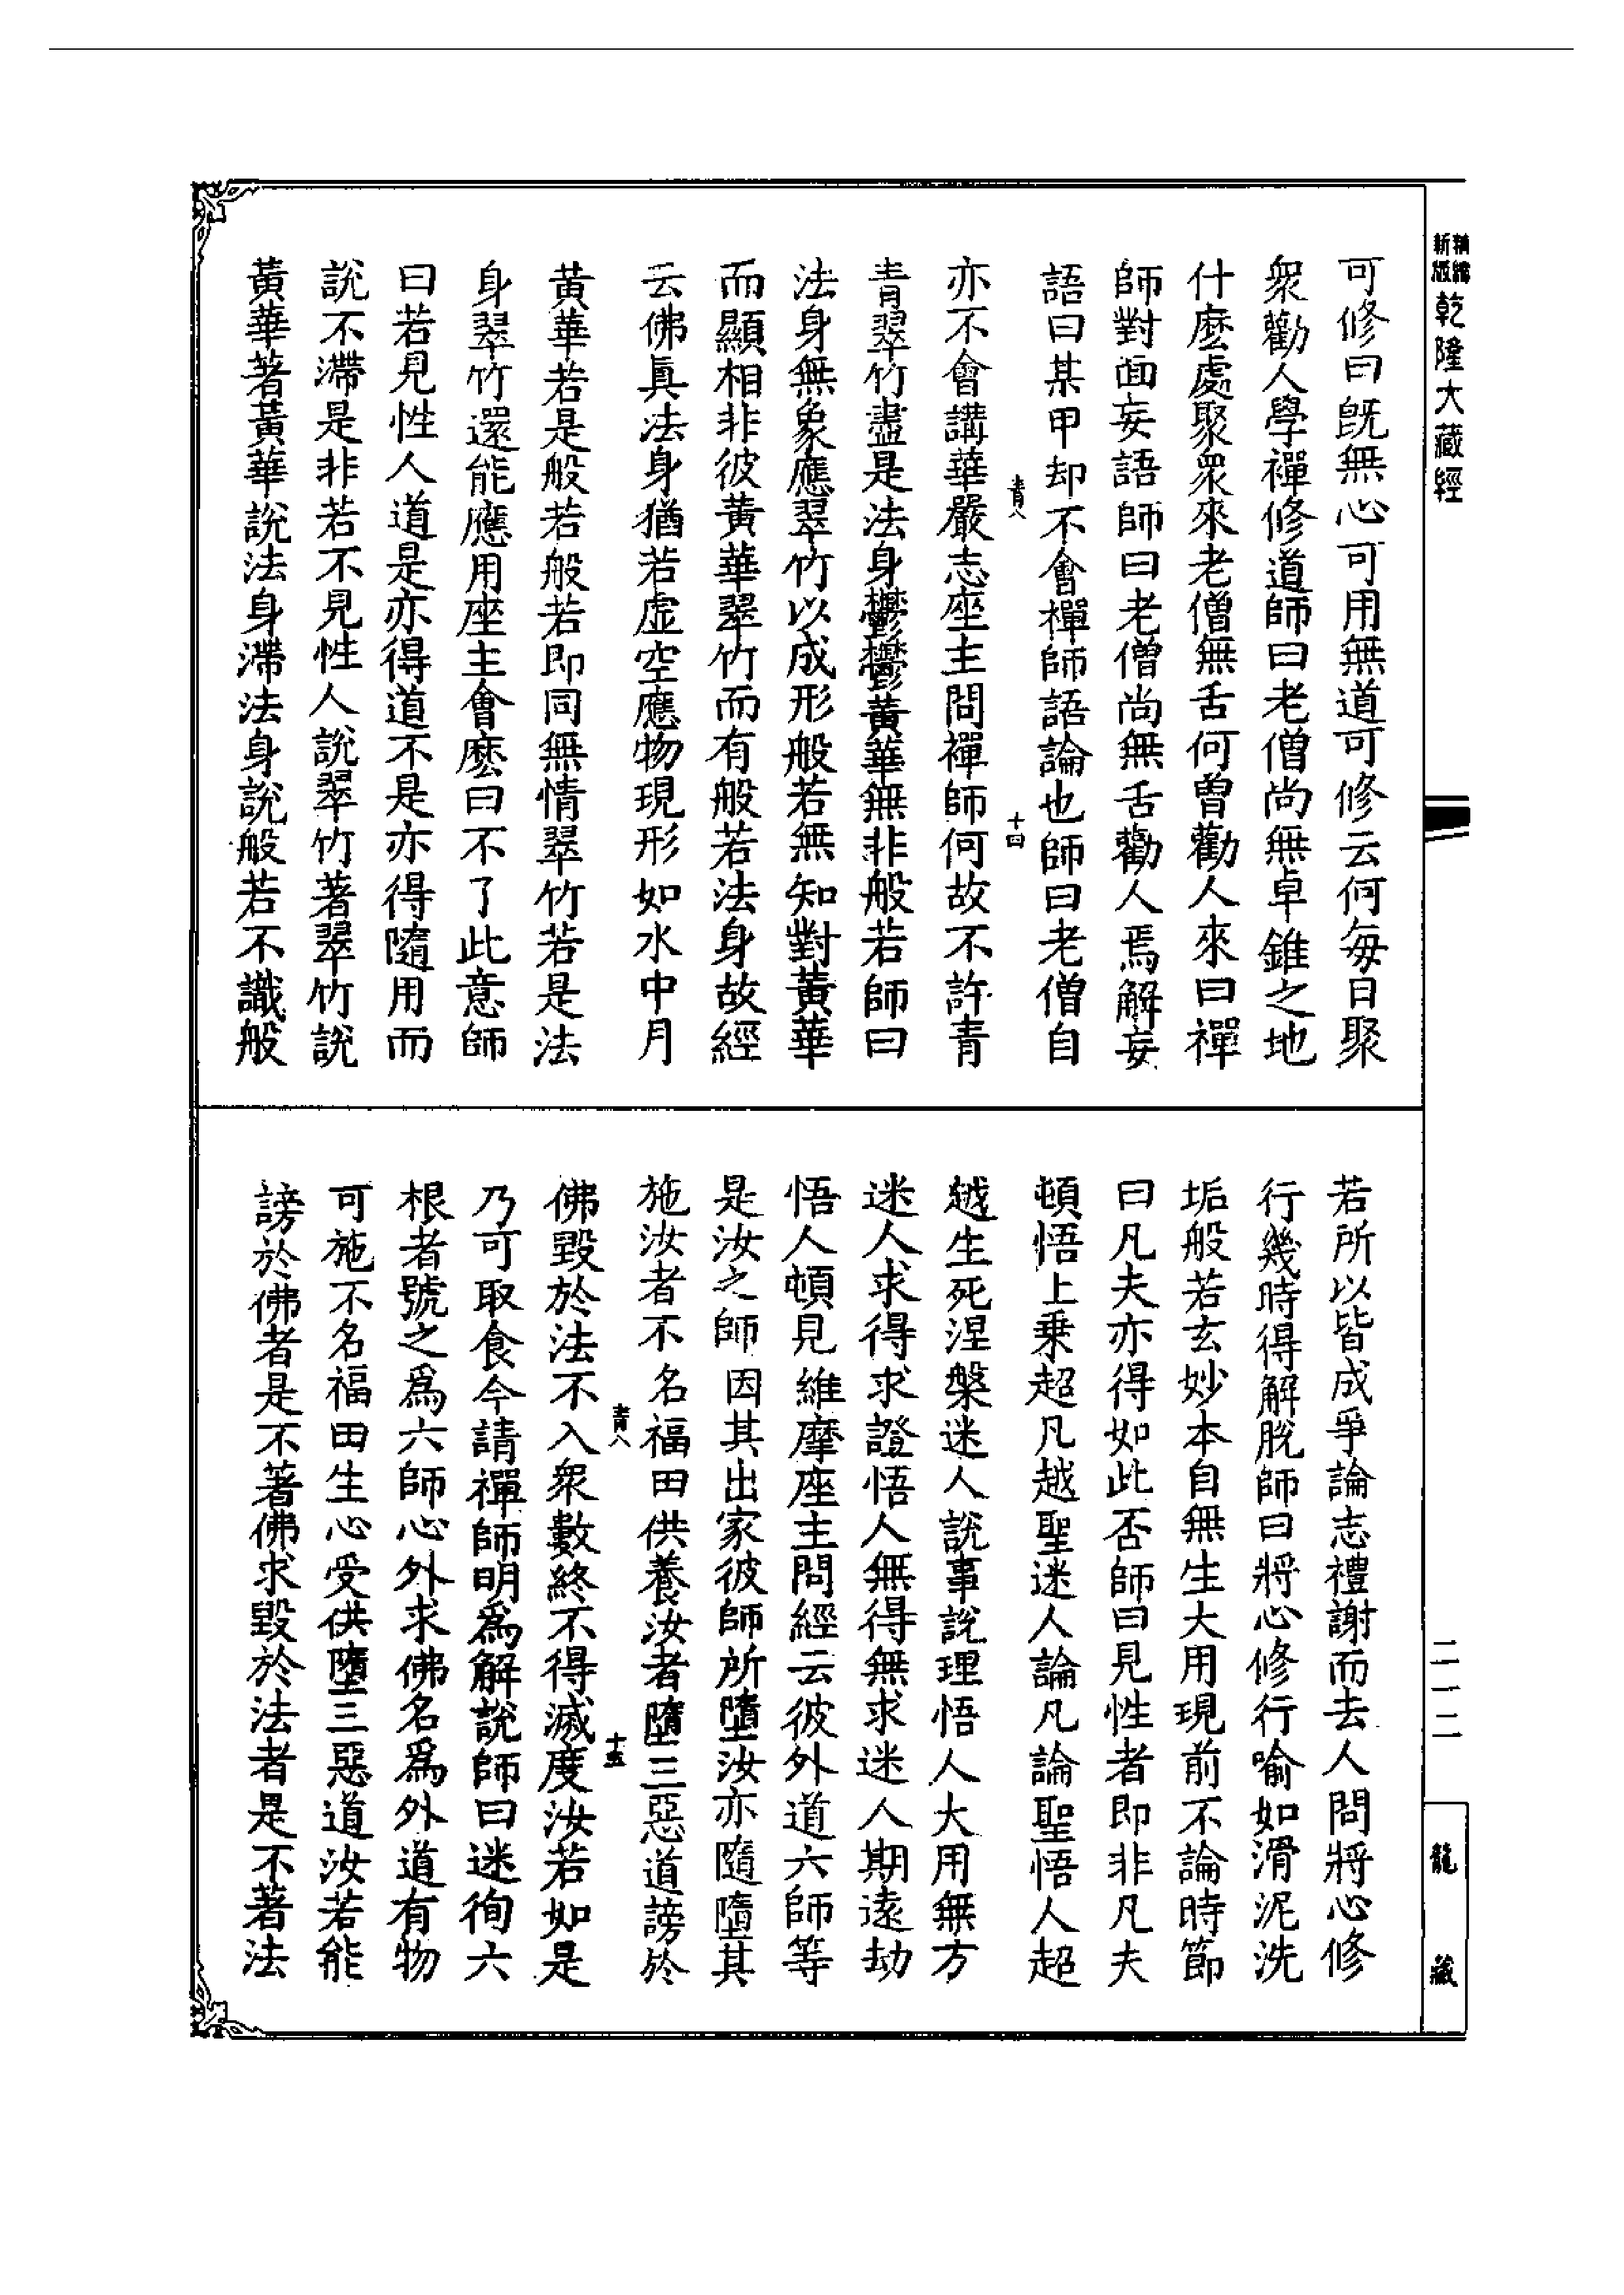 新編
新版
乾隆大藏經
可修曰既無心可用無道可修云何每日聚
衆勸人學禪修道師曰老僧尚無卓錐之地
什麽處聚衆來老僧無舌何曾勸人來曰禪
師對面妄語師曰老僧尚無舌勸人焉解妄
語曰某甲却不會禪師語論也師曰老僧自
青八
十四
亦不會講華嚴志座主問禪師何故不許青
青翠竹盡是法身鬱鬱黃華無非般若師曰
法身無象應翠竹以成形般若無知對黃華
而顯相非彼黃華翠竹而有般若法身故經
云佛眞法身猶若虛空應物現形如水中月
黃華若是般若般若即同無情翠竹若是法
身翠竹還能應用座主會麽曰不了此意師
曰若見性人道是亦得道不是亦得隨用而
說不滯是非若不見性人說翠竹著翠竹說
黃華著黃華說法身滯法身說般若不識般
若所以皆成爭論志禮謝而去人問將心修
行幾時得解脫師曰將心修行喻如滑泥洗
垢般若玄妙本自無生大用現前不論時節
曰凡夫亦得如此否師曰見性者即非凡夫
頓悟上乘超凡越聖迷人論凡論聖悟人超
越生死涅槃迷人說事說理悟人大用無方
迷人求得求證悟人無得無求迷人期遠劫
悟人頓見維摩座主問經云彼外道六師等
是汝之師因其出家彼師所墮汝亦隨墮其
施汝者不名福田供養汝者墮三惡道謗於
青八
十五
佛毀於法不入衆數終不得滅度汝若如是
乃可取食今請禪師明爲解說師曰迷徇六
根者號之爲六師心外求佛名爲外道有物
可施不名福田生心受供墮三惡道汝若能
謗於佛者是不著佛求毀於法者是不著法
二一二
龍藏